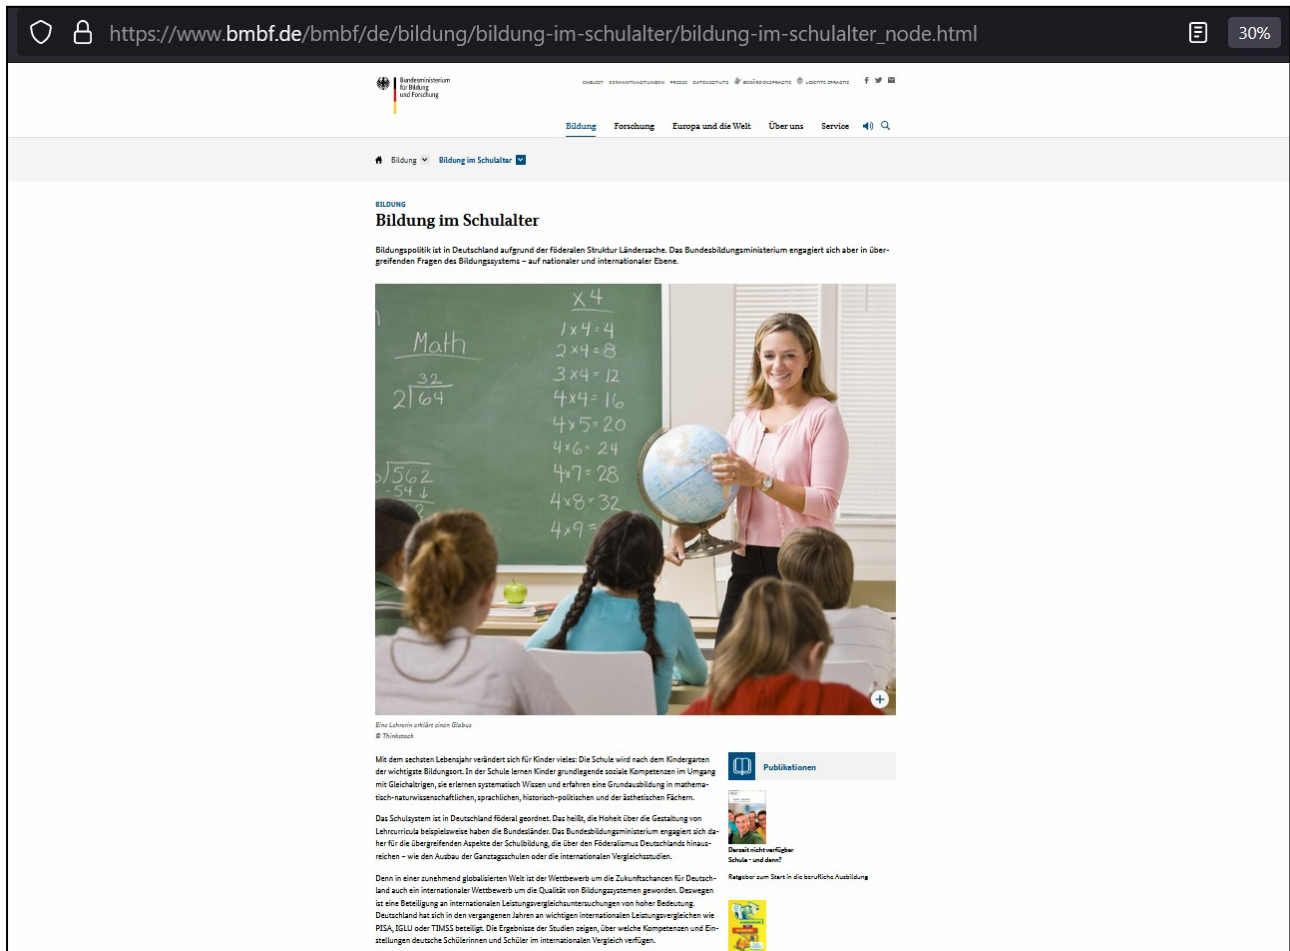 https://www.bmbf.de/bmbf/de/bildung/bildung-im-schulalter/bildung-im-schulalter_node.html
30%
Bundesministerium
für Bildung
und Forschung
ENGLISH BEKANNTMACHUNGEN PRESSE DATENSCHUTZ GEBÄRDENSPRACHE LEICHTE SPRACHE
Bildung Forschung Europa und die Welt Über uns Service
Bildung Bildung im Schulalter
BILDUNG
Bildung im Schulalter
Bildungspolitik ist in Deutschland aufgrund der föderalen Struktur Ländersache. Das Bundesbildungsministerium engagiert sich aber in über-
greifenden Fragen des Bildungssystems – auf nationaler und internationaler Ebene.
Math
32
2 64
562
-54 ↓
2
x 4
1x4=4
2x4=8
3x4=12
4x4=16
4x5=20
4x6=24
4x7=28
4x8=32
4x9=
Eine Lehrerin erklärt einen Globus
© Thinkstock
Mit dem sechsten Lebensjahr verändert sich für Kinder vieles: Die Schule wird nach dem Kindergarten
der wichtigste Bildungsort. In der Schule lernen Kinder grundlegende soziale Kompetenzen im Umgang
mit Gleichaltrigen, sie erlernen systematisch Wissen und erfahren eine Grundausbildung in mathema-
tisch-naturwissenschaftlichen, sprachlichen, historisch-politischen und der ästhetischen Fächern.
Das Schulsystem ist in Deutschland föderal geordnet. Das heißt, die Hoheit über die Gestaltung von
Lehrcurricula beispielsweise haben die Bundesländer. Das Bundesbildungsministerium engagiert sich da-
her für die übergreifenden Aspekte der Schulbildung, die über den Föderalismus Deutschlands hinaus-
reichen – wie den Ausbau der Ganztagsschulen oder die internationalen Vergleichsstudien.
Denn in einer zunehmend globalisierten Welt ist der Wettbewerb um die Zukunftschancen für Deutsch-
land auch ein internationaler Wettbewerb um die Qualität von Bildungssystemen geworden. Deswegen
ist eine Beteiligung an internationalen Leistungsvergleichsuntersuchungen von hoher Bedeutung.
Deutschland hat sich in den vergangenen Jahren an wichtigen internationalen Leistungsvergleichen wie
PISA, IGLU oder TIMSS beteiligt. Die Ergebnisse der Studien zeigen, über welche Kompetenzen und Ein-
stellungen deutsche Schülerinnen und Schüler im internationalen Vergleich verfügen.
Publikationen
Derzeit nicht verfügbar
Schule - und dann?
Ratgeber zum Start in die berufliche Ausbildung